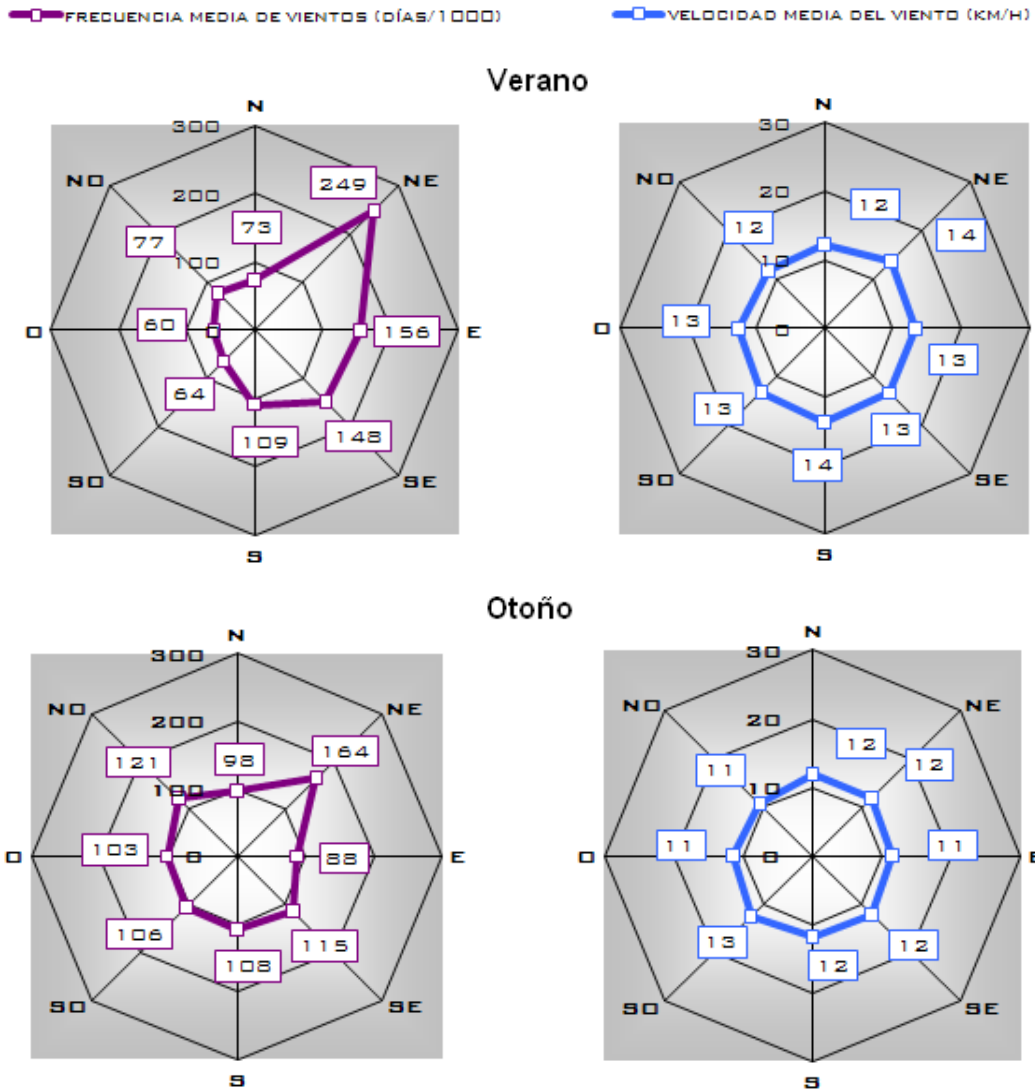 FRECUENCIA MEDIA DE VIENTOS (DÍAS/1000)
VELOCIDAD MEDIA DEL VIENTO (KM/H)
Verano
N
300
NO
NE
249
200
77
73
100
O
60
0
156
E
64
109
148
SO
SE
S
N
30
NO
NE
20
12
12
14
10
O
13
0
13
13
13
14
SO
SE
S
Otoño
N
300
NO
NE
200
121
98
164
100
O
103
0
88
E
106
108
115
SO
SE
S
N
30
NO
NE
20
11
12
12
10
O
11
0
11
E
13
12
12
SO
SE
S